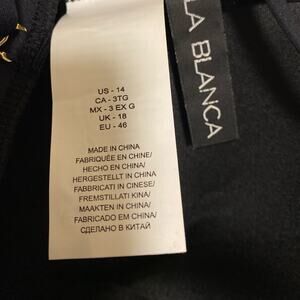 US - 14
CA - 3TG
MX - 3 EX G
UK - 18
EU - 46
MADE IN CHINA
FABRIQUÉE EN CHINE/
HECHO EN CHINA/
HERGESTELLT IN CHINA/
FABBRICATI IN CINESE/
FREMSTILLATI KINA/
MAAKTEN IN CHINA/
FABRICADO EM CHINA/
СДЕЛАНО В КИТАЙ
LA BLANCA